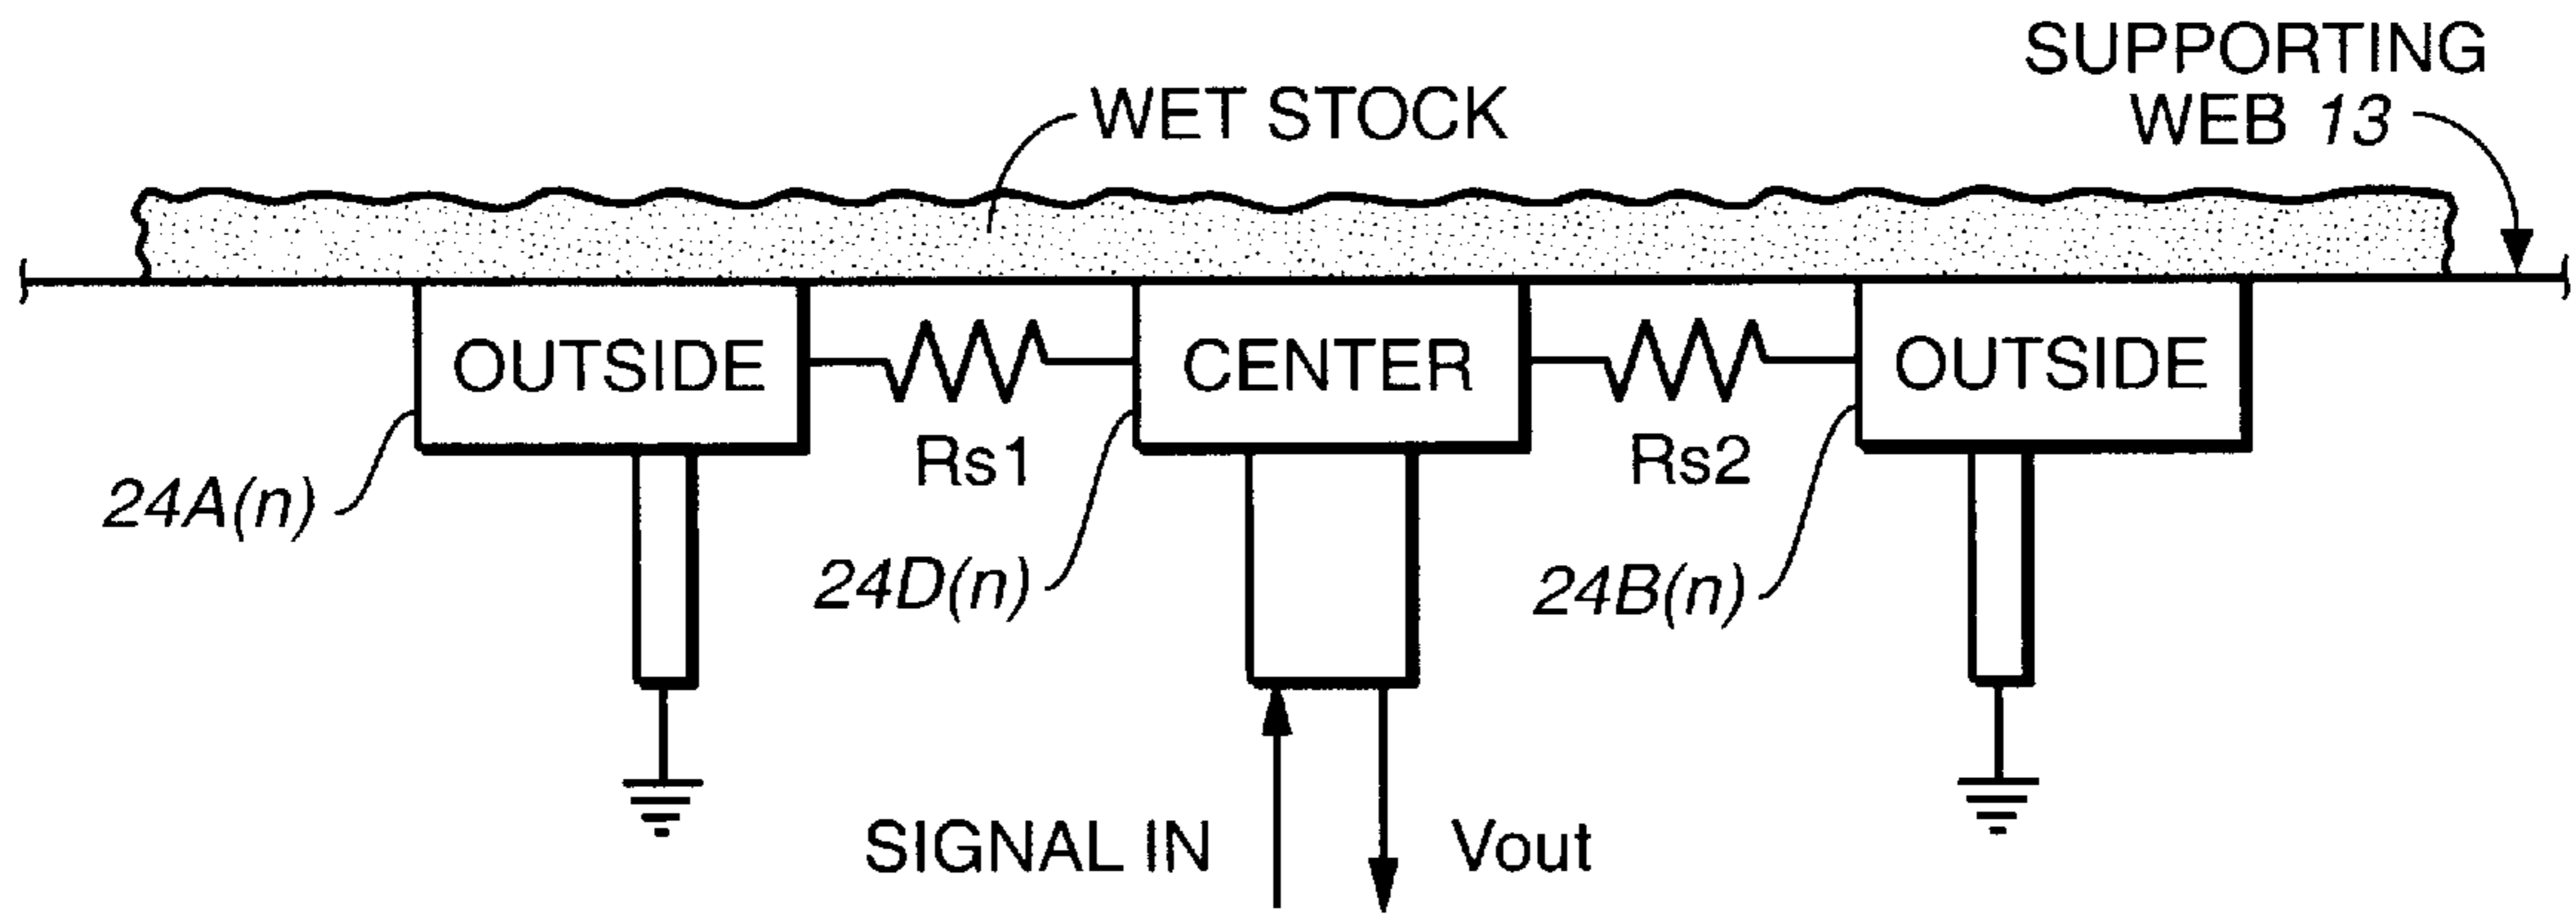 SUPPORTING
WEB 13
WET STOCK
OUTSIDE
CENTER
OUTSIDE
Rs1
Rs2
24A(n)
24D(n)
24B(n)
SIGNAL IN
Vout